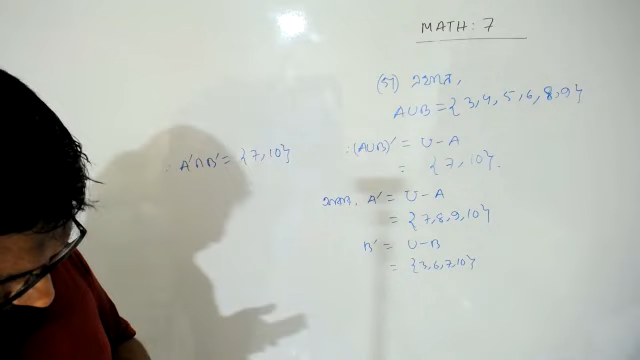 MATH: 7
এখানে,
A∪B = {3,4,5,6,8,9}
∴ (A∪B)′ = U-A
= {7,10}.
A′ = U-A
= {7,8,9,10}
B′ = U-B
= {3,6,7,10}
∴ A′∩B′ = {7,10}